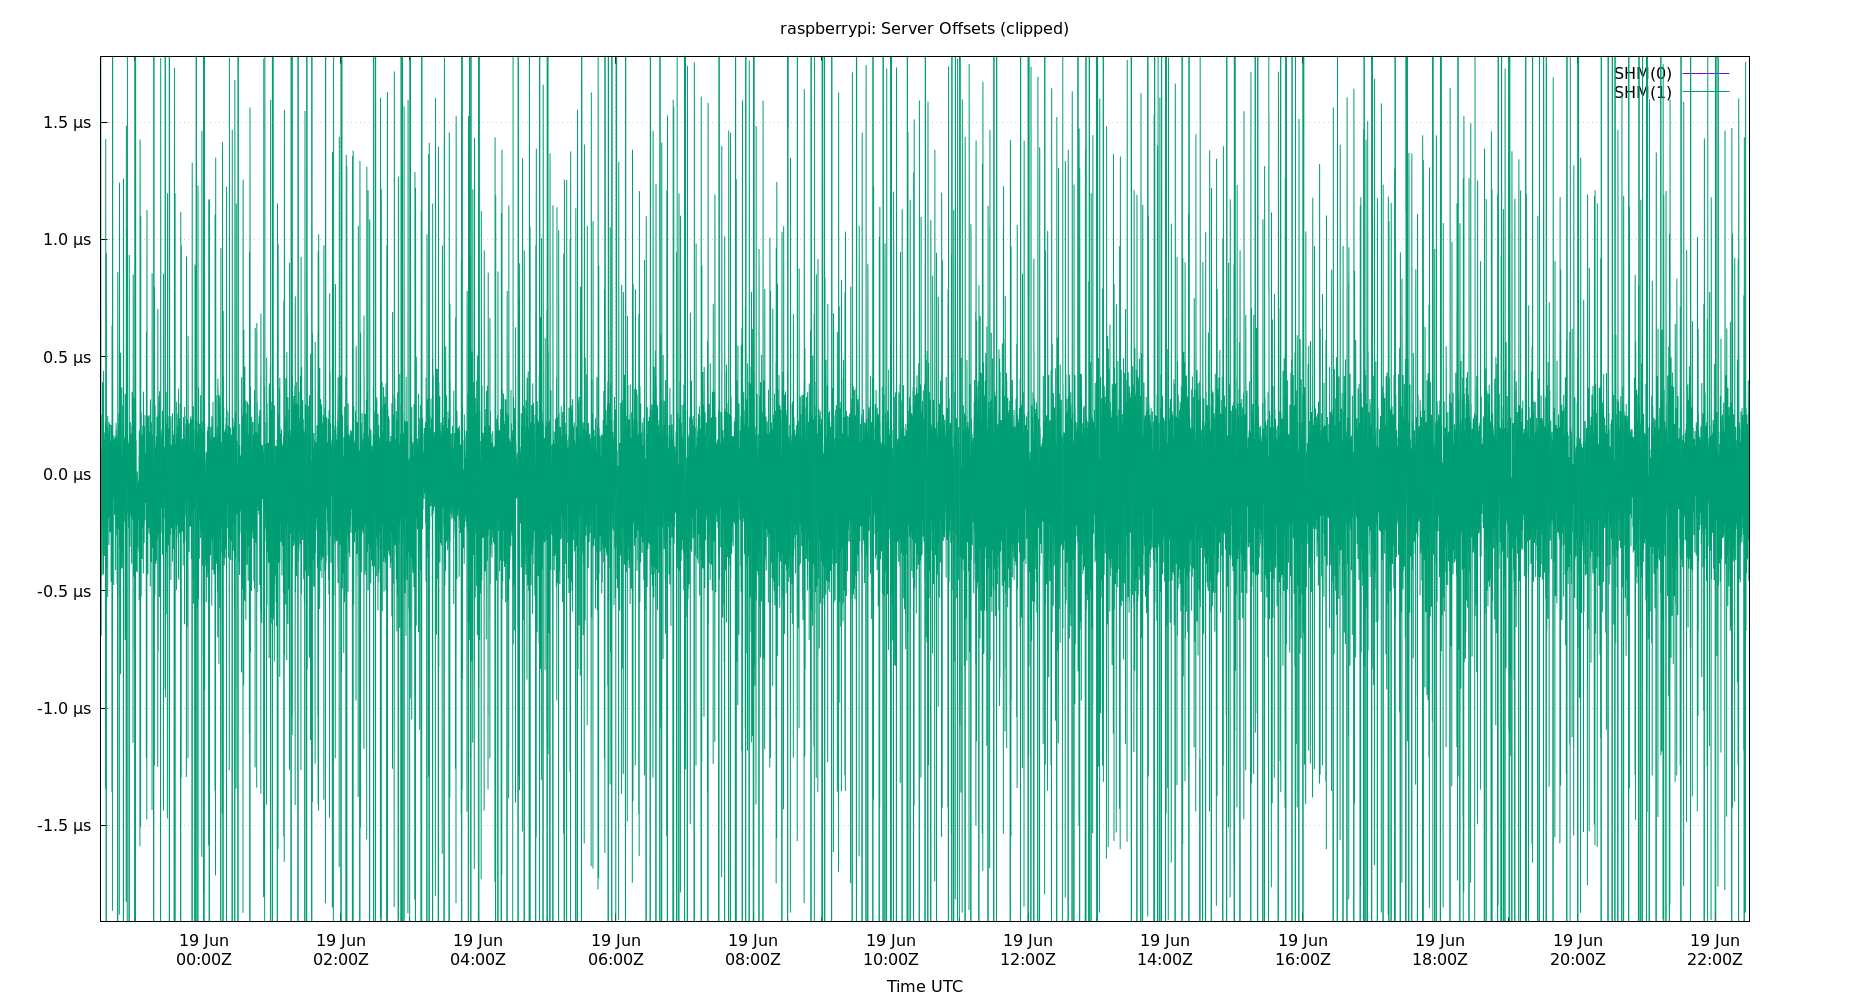 raspberrypi: Server Offsets (clipped)
SHM(0)
SHM(1)
1.5 µs
1.0 µs
0.5 µs
0.0 µs
-0.5 µs
-1.0 µs
-1.5 µs
19 Jun 19 Jun 19 Jun 19 Jun 19 Jun 19 Jun 19 Jun 19 Jun 19 Jun 19 Jun 19 Jun 19 Jun
00:00Z 02:00Z 04:00Z 06:00Z 08:00Z 10:00Z 12:00Z 14:00Z 16:00Z 18:00Z 20:00Z 22:00Z
Time UTC